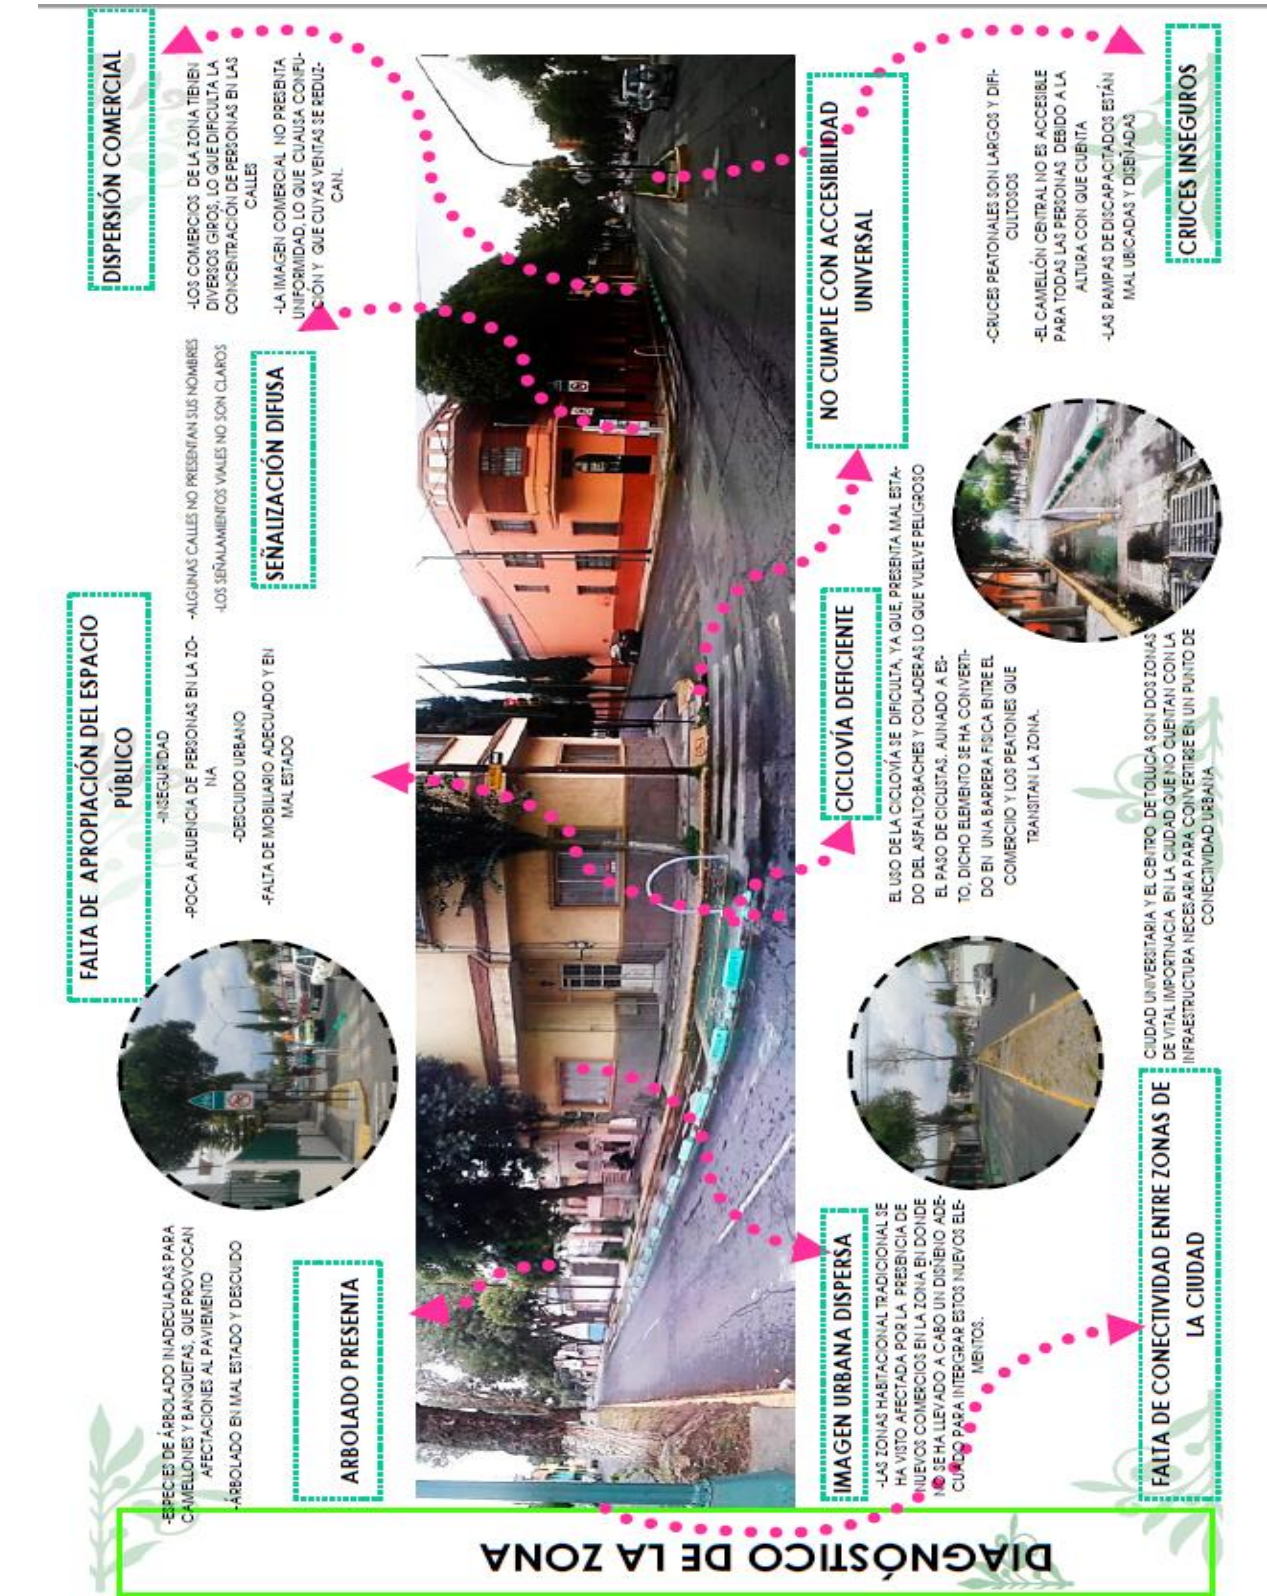 DIAGNÓSTICO DE LA ZONA
-ESPECIES DE ÁRBOLADO INADECUADAS PARA
CAMELLONES Y BANQUETAS, QUE PROVOCAN
AFECTACIONES AL PAVIEMENTO
-ÁRBOLADO EN MAL ESTADO Y DESCUIDO
ARBOLADO PRESENTA
FALTA DE APROPIACIÓN DEL ESPACIO
PÚBLICO
-INSEGURIDAD
-POCA AFLUENCIA DE PERSONAS EN LA ZO-
NA
-DESCUIDO URBANO
-FALTA DE MOBILIARIO ADECUADO Y EN
MAL ESTADO
-ALGUNAS CALLES NO PRESENTAN SUS NOMBRES
-LOS SEÑALAMIENTOS VIALES NO SON CLAROS
SEÑALIZACIÓN DIFUSA
DISPERSIÓN COMERCIAL
-LOS COMERCIOS DE LA ZONA TIENEN
DIVERSOS GIROS, LO QUE DIFICULTA LA
CONCENTRACIÓN DE PERSONAS EN LAS
CALLES
-LA IMAGEN COMERCIAL NO PRESENTA
UNIFORMIDAD, LO QUE CUAUSA CONFU-
CIÓN Y QUE CUYAS VENTAS SE REDUZ-
CAN.
IMAGEN URBANA DISPERSA
-LAS ZONAS HABITACIONAL TRADICIONAL SE
HA VISTO AFECTADA POR LA PRESENCIA DE
NUEVOS COMERCIOS EN LA ZONA EN DONDE
NO SE HA LLEVADO A CABO UN DISÑENO ADE-
CUADO PARA INTERGRAR ESTOS NUEVOS ELE-
MENTOS.
CICLOVÍA DEFICIENTE
EL USO DE LA CICLOVÍA SE DIFICULTA, YA QUE, PRESENTA MAL ESTA-
DO DEL ASFALTO:BACHES Y COLADERAS LO QUE VUELVE PELIGROSO
EL PASO DE CICUSTAS. AUNADO A ES-
TO, DICHO ELEMENTO SE HA CONVERTI-
DO EN UNA BARRERA FISICA ENTRE EL
COMERCIIO Y LOS PEATONES QUE
TRANSITAN LA ZONA.
NO CUMPLE CON ACCESIBILIDAD
UNIVERSAL
-CRUCES PEATONALES SON LARGOS Y DIFI-
CULTOSOS
-EL CAMELLÓN CENTRAL NO ES ACCESIBLE
PARA TODAS LAS PERSONAS DEBIDO A LA
ALTURA CON QUE CUENTA
-LAS RAMPAS DE DISCAPACITADOS ESTÁN
MAL UBICADAS Y DISEÑADAS
CRUCES INSEGUROS
FALTA DE CONECTIVIDAD ENTRE ZONAS DE
LA CIUDAD
CIUDAD UNIVERSITARIA Y EL CENTRO DE TOLUCA SON DOS ZONAS
DE VITAL IMPORTNACIA EN LA CIUDAD QUE NO CUENTAN CON LA
INFRAESTRUCTURA NECESARIA PARA CONVERTIRE EN UN PUNTO DE
CONECTIVIDAD URBANA